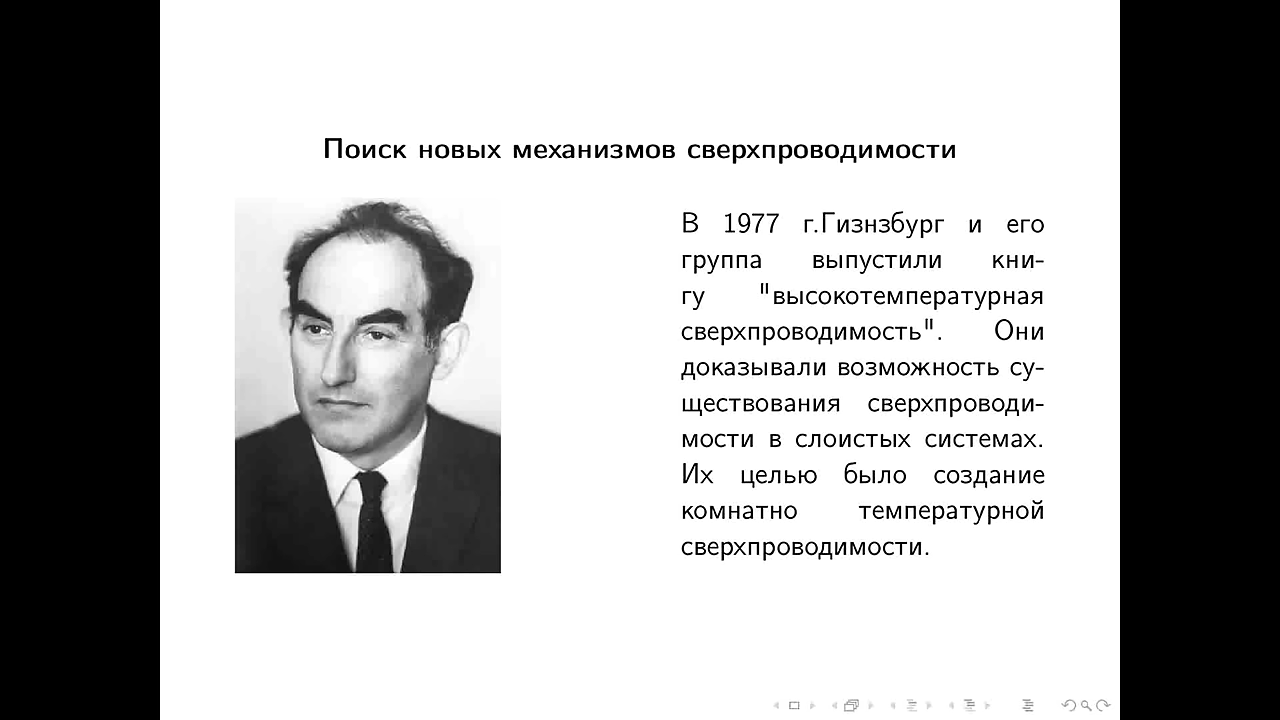 Поиск новых механизмов сверхпроводимости
В 1977 г.Гизнзбург и его
группа выпустили кни-
гу "высокотемпературная
сверхпроводимость". Они
доказывали возможность су-
ществования сверхпроводи-
мости в слоистых системах.
Их целью было создание
комнатно температурной
сверхпроводимости.